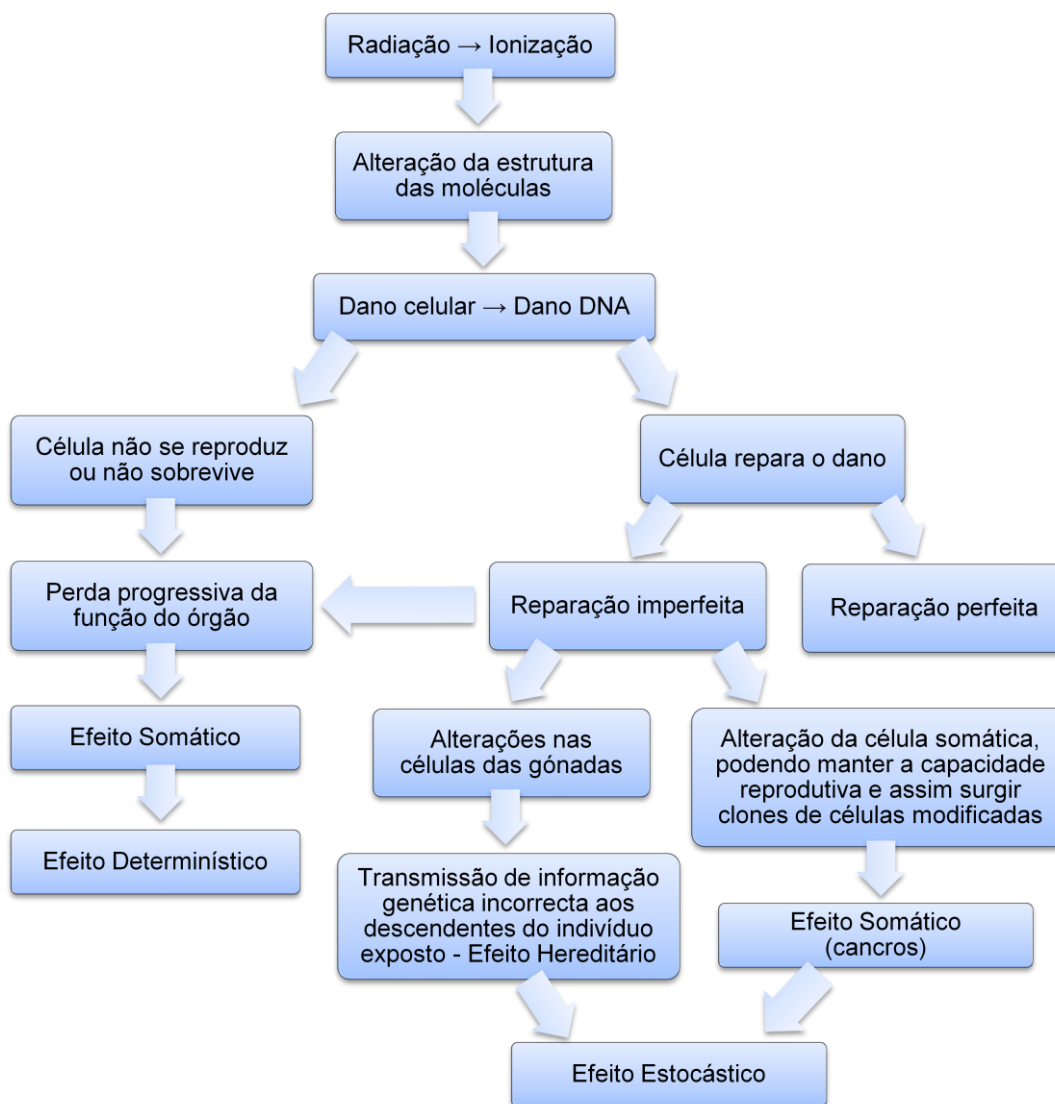 Radiação → Ionização
Alteração da estrutura
das moléculas
Dano celular → Dano DNA
Célula não se reproduz
ou não sobrevive
Célula repara o dano
Perda progressiva da
função do órgão
Reparação imperfeita
Reparação perfeita
Efeito Somático
Alterações nas
células das gónadas
Alteração da célula somática,
podendo manter a capacidade
reprodutiva e assim surgir
clones de células modificadas
Efeito Determinístico
Transmissão de informação
genética incorrecta aos
descendentes do indivíduo
exposto - Efeito Hereditário
Efeito Somático
(cancros)
Efeito Estocástico